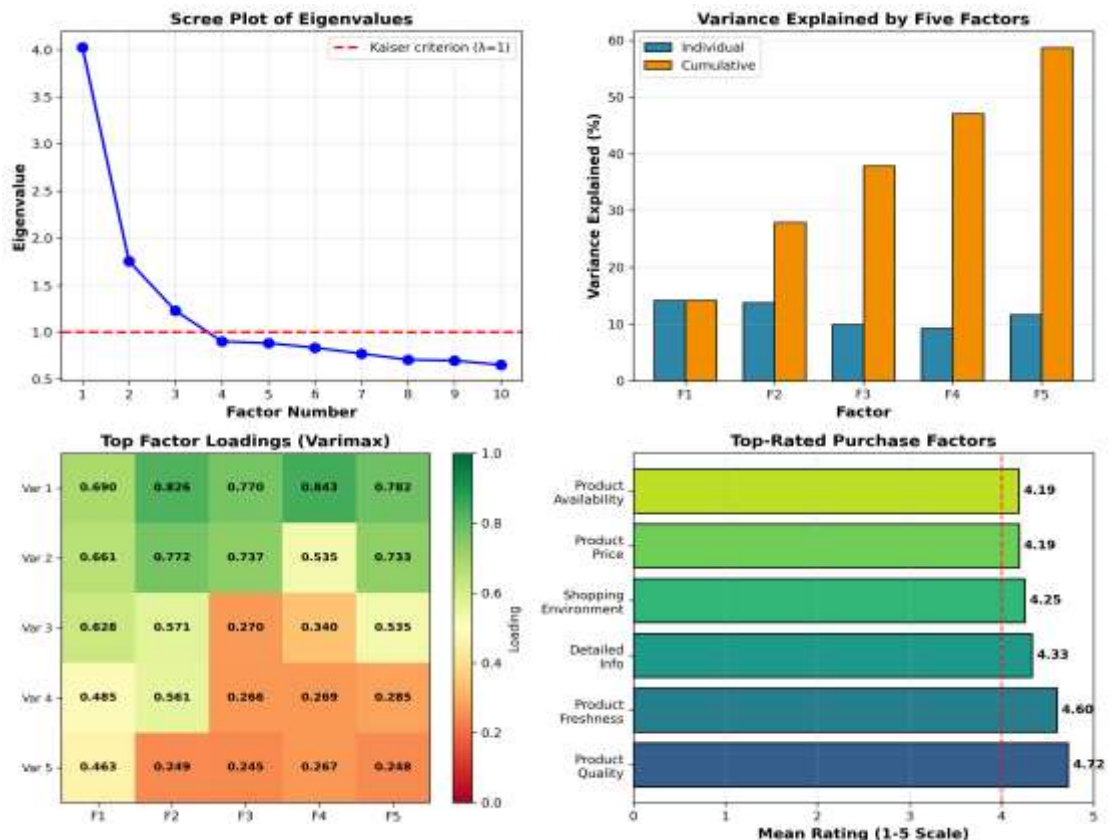 Scree Plot of Eigenvalues
Kaiser criterion (λ=1)
4.0
3.5
3.0
2.5
2.0
1.5
1.0
0.5
Eigenvalue
1 2 3 4 5 6 7 8 9 10
Factor Number
Variance Explained by Five Factors
Individual
Cumulative
60
50
40
30
20
10
0
Variance Explained (%)
F1 F2 F3 F4 F5
Factor
Top Factor Loadings (Varimax)
Var 1 0.690 0.826 0.770 0.843 0.782
Var 2 0.661 0.772 0.737 0.535 0.733
Var 3 0.628 0.571 0.270 0.340 0.535
Var 4 0.485 0.561 0.266 0.269 0.285
Var 5 0.463 0.249 0.245 0.267 0.248
F1 F2 F3 F4 F5
1.0
0.8
0.6
0.4
0.2
0.0
Loading
Top-Rated Purchase Factors
Product
Availability
4.19
Product
Price
4.19
Shopping
Environment
4.25
Detailed
Info
4.33
Product
Freshness
4.60
Product
Quality
4.72
0 1 2 3 4 5
Mean Rating (1-5 Scale)